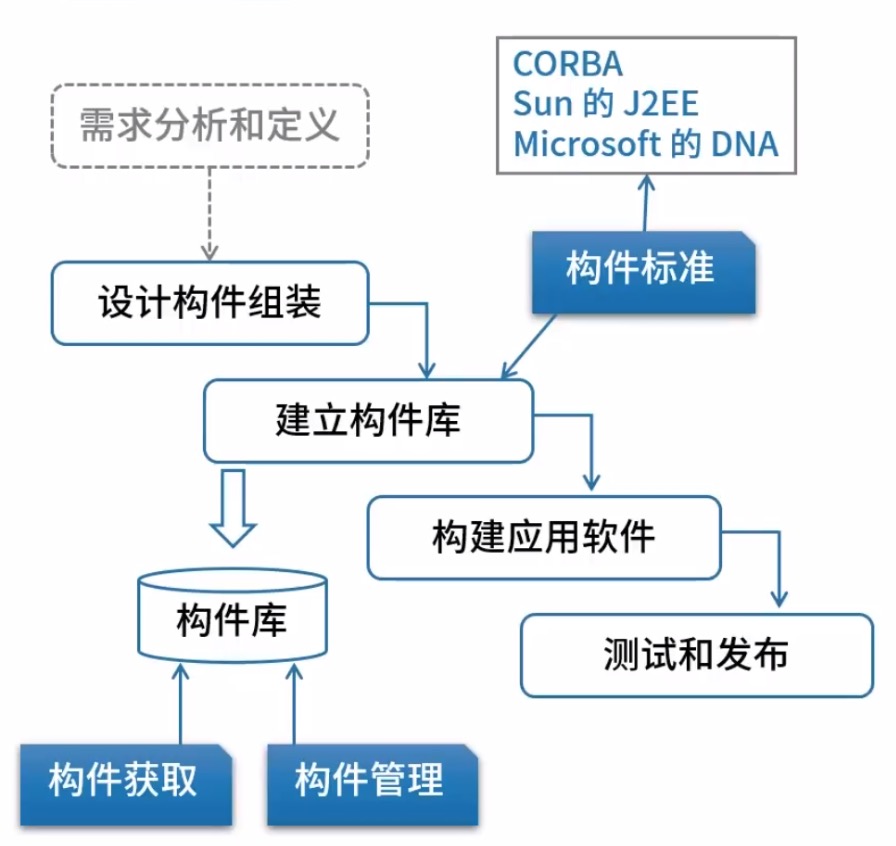 CORBA
Sun 的 J2EE
Microsoft 的 DNA
需求分析和定义
构件标准
设计构件组装
建立构件库
构建应用软件
构件库
测试和发布
构件获取
构件管理